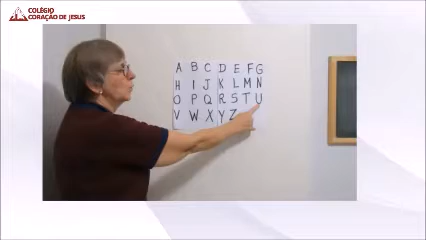 COLÉGIO
CORAÇÃO DE JESUS
A B C D E F G
H I J K L M N
O P Q R S T U
V W X Y Z